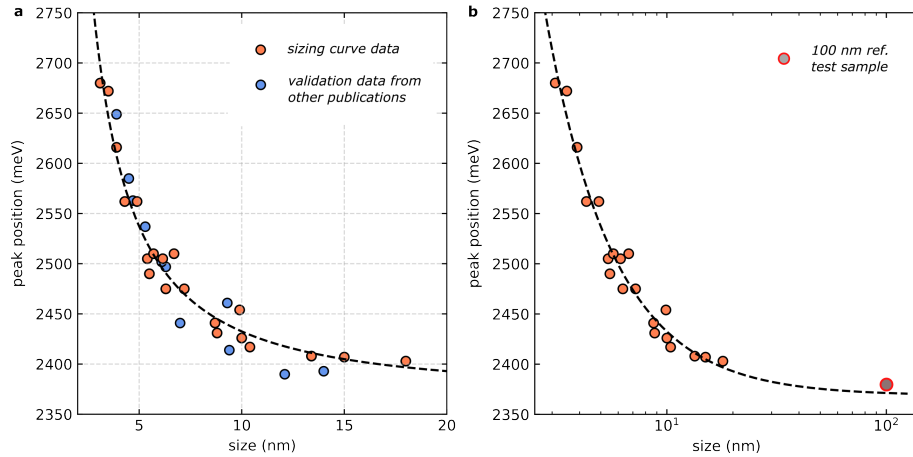 a
2750
2700
2650
2600
2550
2500
2450
2400
2350
peak position (meV)
5
10
15
20
size (nm)
sizing curve data
validation data from
other publications
b
2750
2700
2650
2600
2550
2500
2450
2400
2350
peak position (meV)
10¹
10²
size (nm)
100 nm ref.
test sample